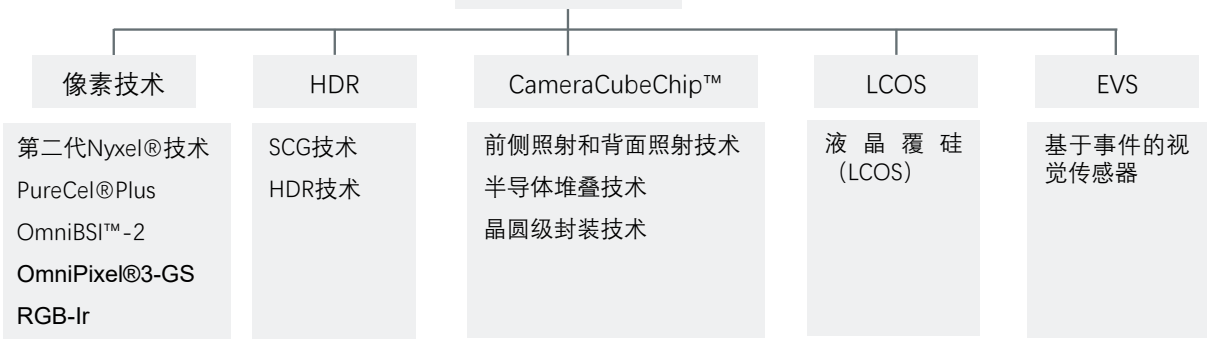 像素技术
HDR
CameraCubeChip™
LCOS
EVS
第二代Nyxel®技术
PureCel®Plus
OmniBSI™-2
OmniPixel®3-GS
RGB-Ir
SCG技术
HDR技术
前侧照射和背面照射技术
半导体堆叠技术
晶圆级封装技术
液晶覆硅
（LCOS）
基于事件的视
觉传感器